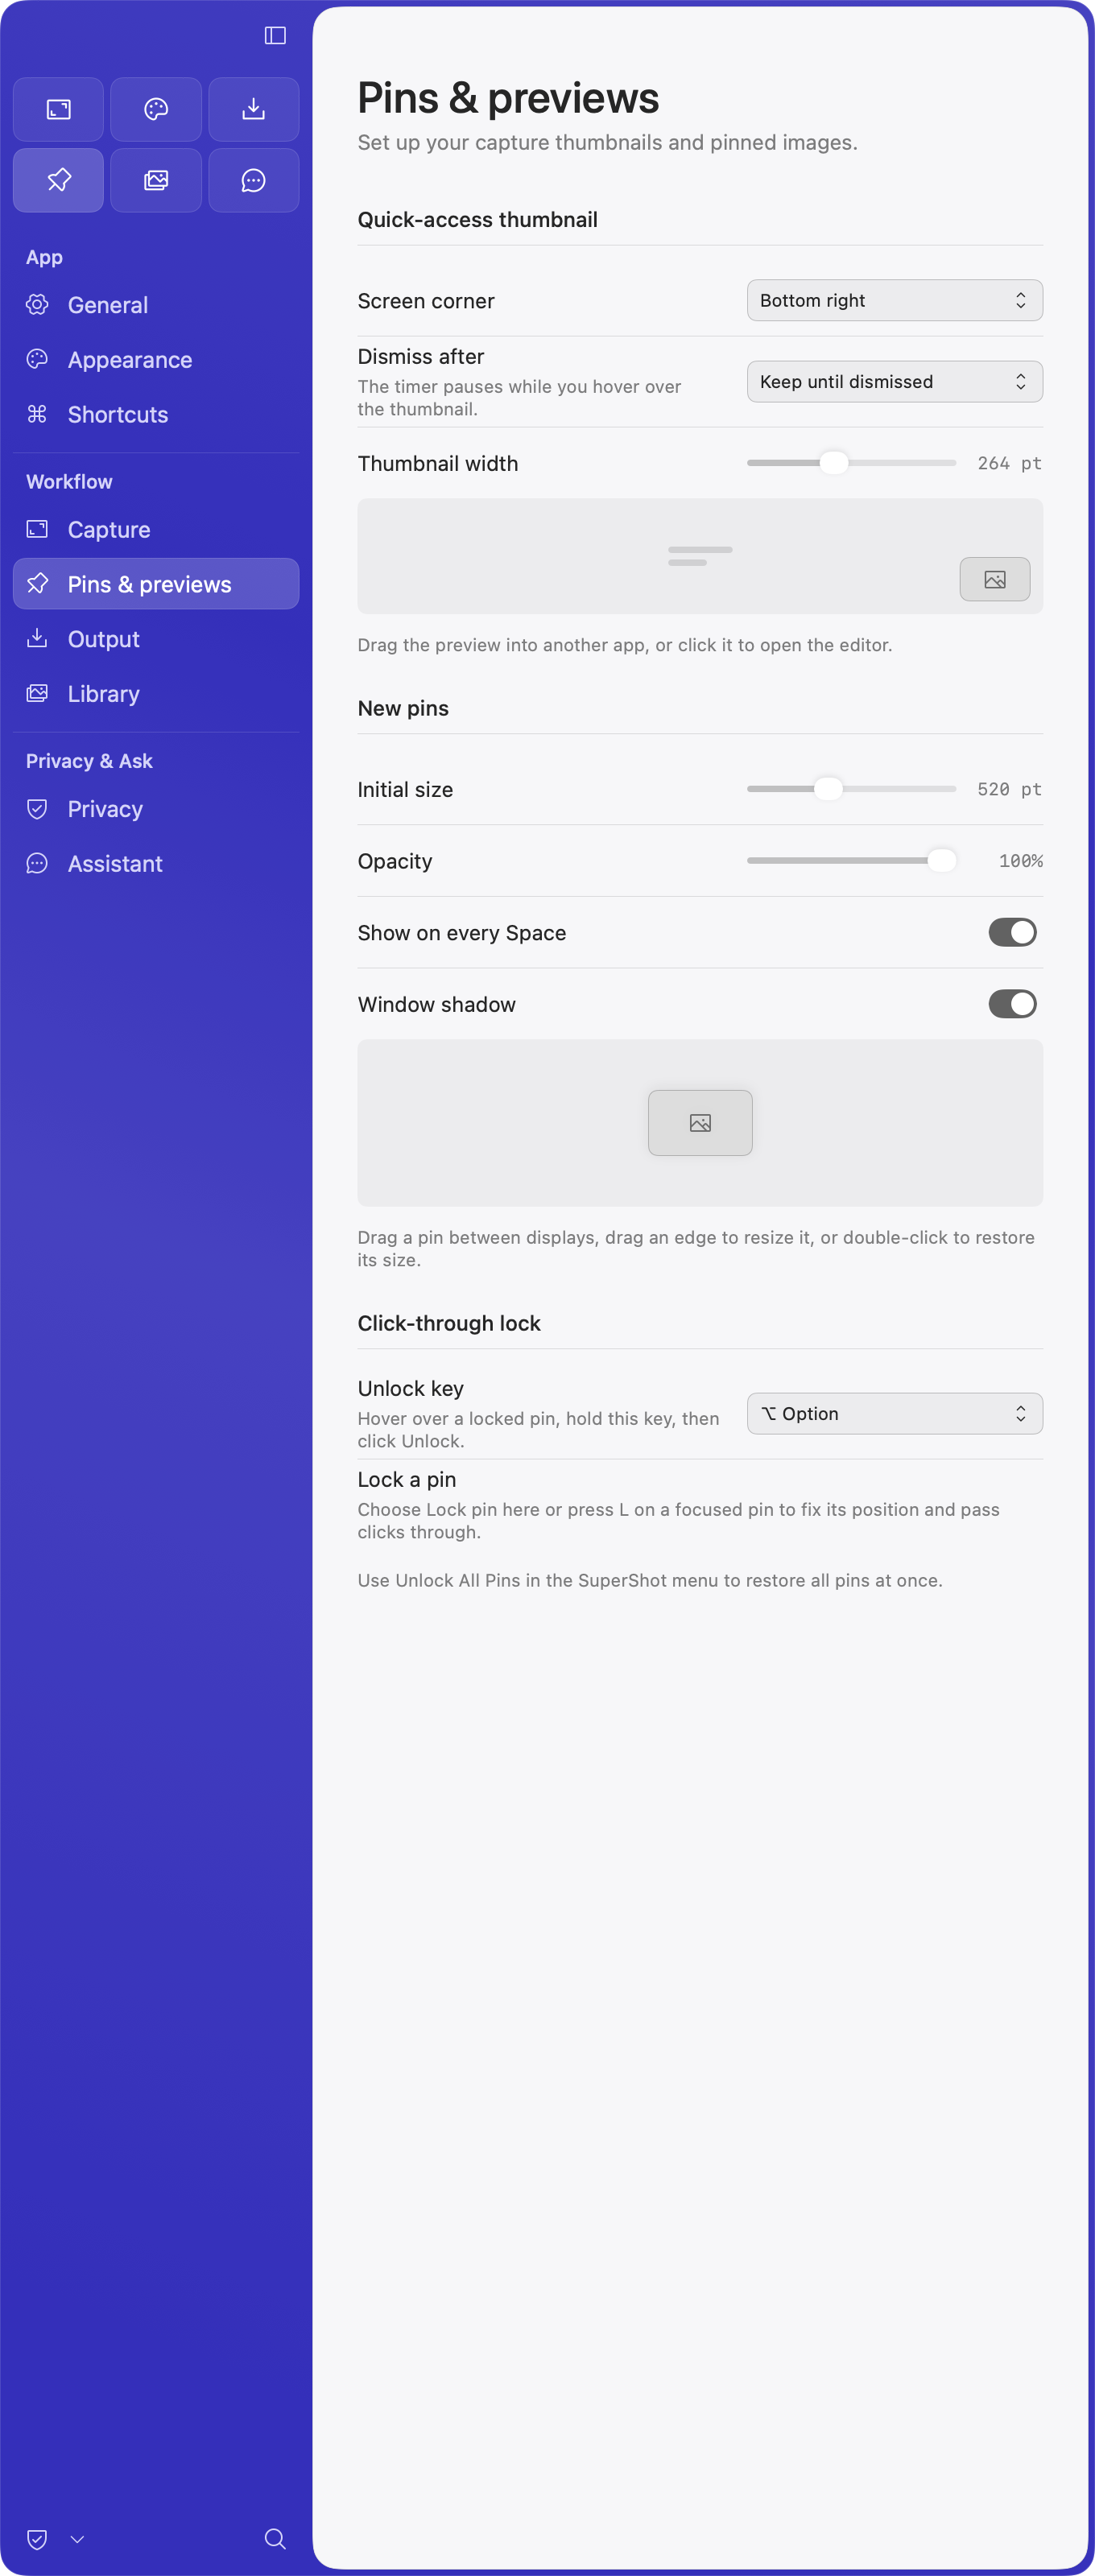 Pins & previews
Set up your capture thumbnails and pinned images.
App
General
Appearance
Shortcuts
Workflow
Capture
Pins & previews
Output
Library
Privacy & Ask
Privacy
Assistant
Quick-access thumbnail
Screen corner
Bottom right
Dismiss after
The timer pauses while you hover over
the thumbnail.
Keep until dismissed
Thumbnail width
264 pt
Drag the preview into another app, or click it to open the editor.
New pins
Initial size
520 pt
Opacity
100%
Show on every Space
Window shadow
Drag a pin between displays, drag an edge to resize it, or double-click to restore
its size.
Click-through lock
Unlock key
Hover over a locked pin, hold this key, then
click Unlock.
⌥ Option
Lock a pin
Choose Lock pin here or press L on a focused pin to fix its position and pass
clicks through.
Use Unlock All Pins in the SuperShot menu to restore all pins at once.